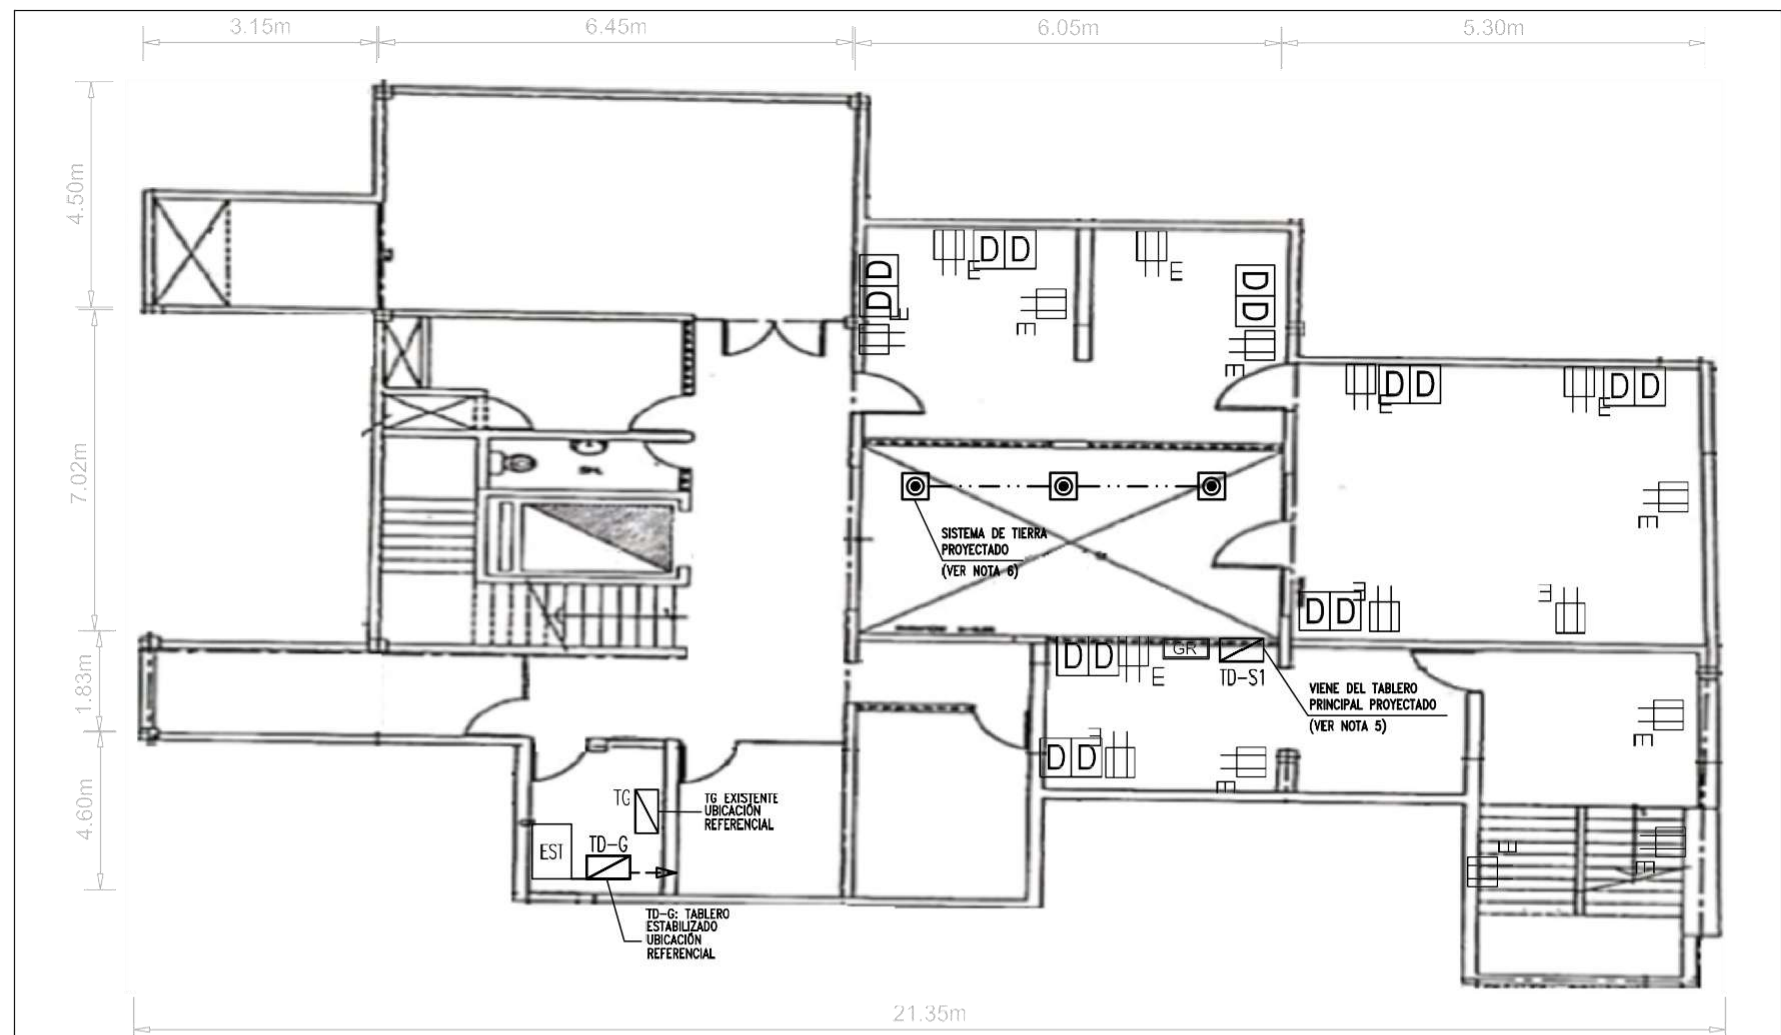 3.15m
6.45m
6.05m
5.30m
4.50m
7.02m
1.83m
4.60m
21.35m
D D
E
E
D
D
E
E
D
D
E
D D
E
D D
E
E
D D
E
E
SISTEMA DE TIERRA
PROYECTADO
(VER NOTA 6)
D D
E
GR
TD-S1
VIENE DEL TABLERO
PRINCIPAL PROYECTADO
(VER NOTA 5)
D D
E
E
E
E
E
TG
TG EXISTENTE
UBICACIÓN
REFERENCIAL
EST
TD-G
TD-G: TABLERO
ESTABILIZADO
UBICACIÓN
REFERENCIAL